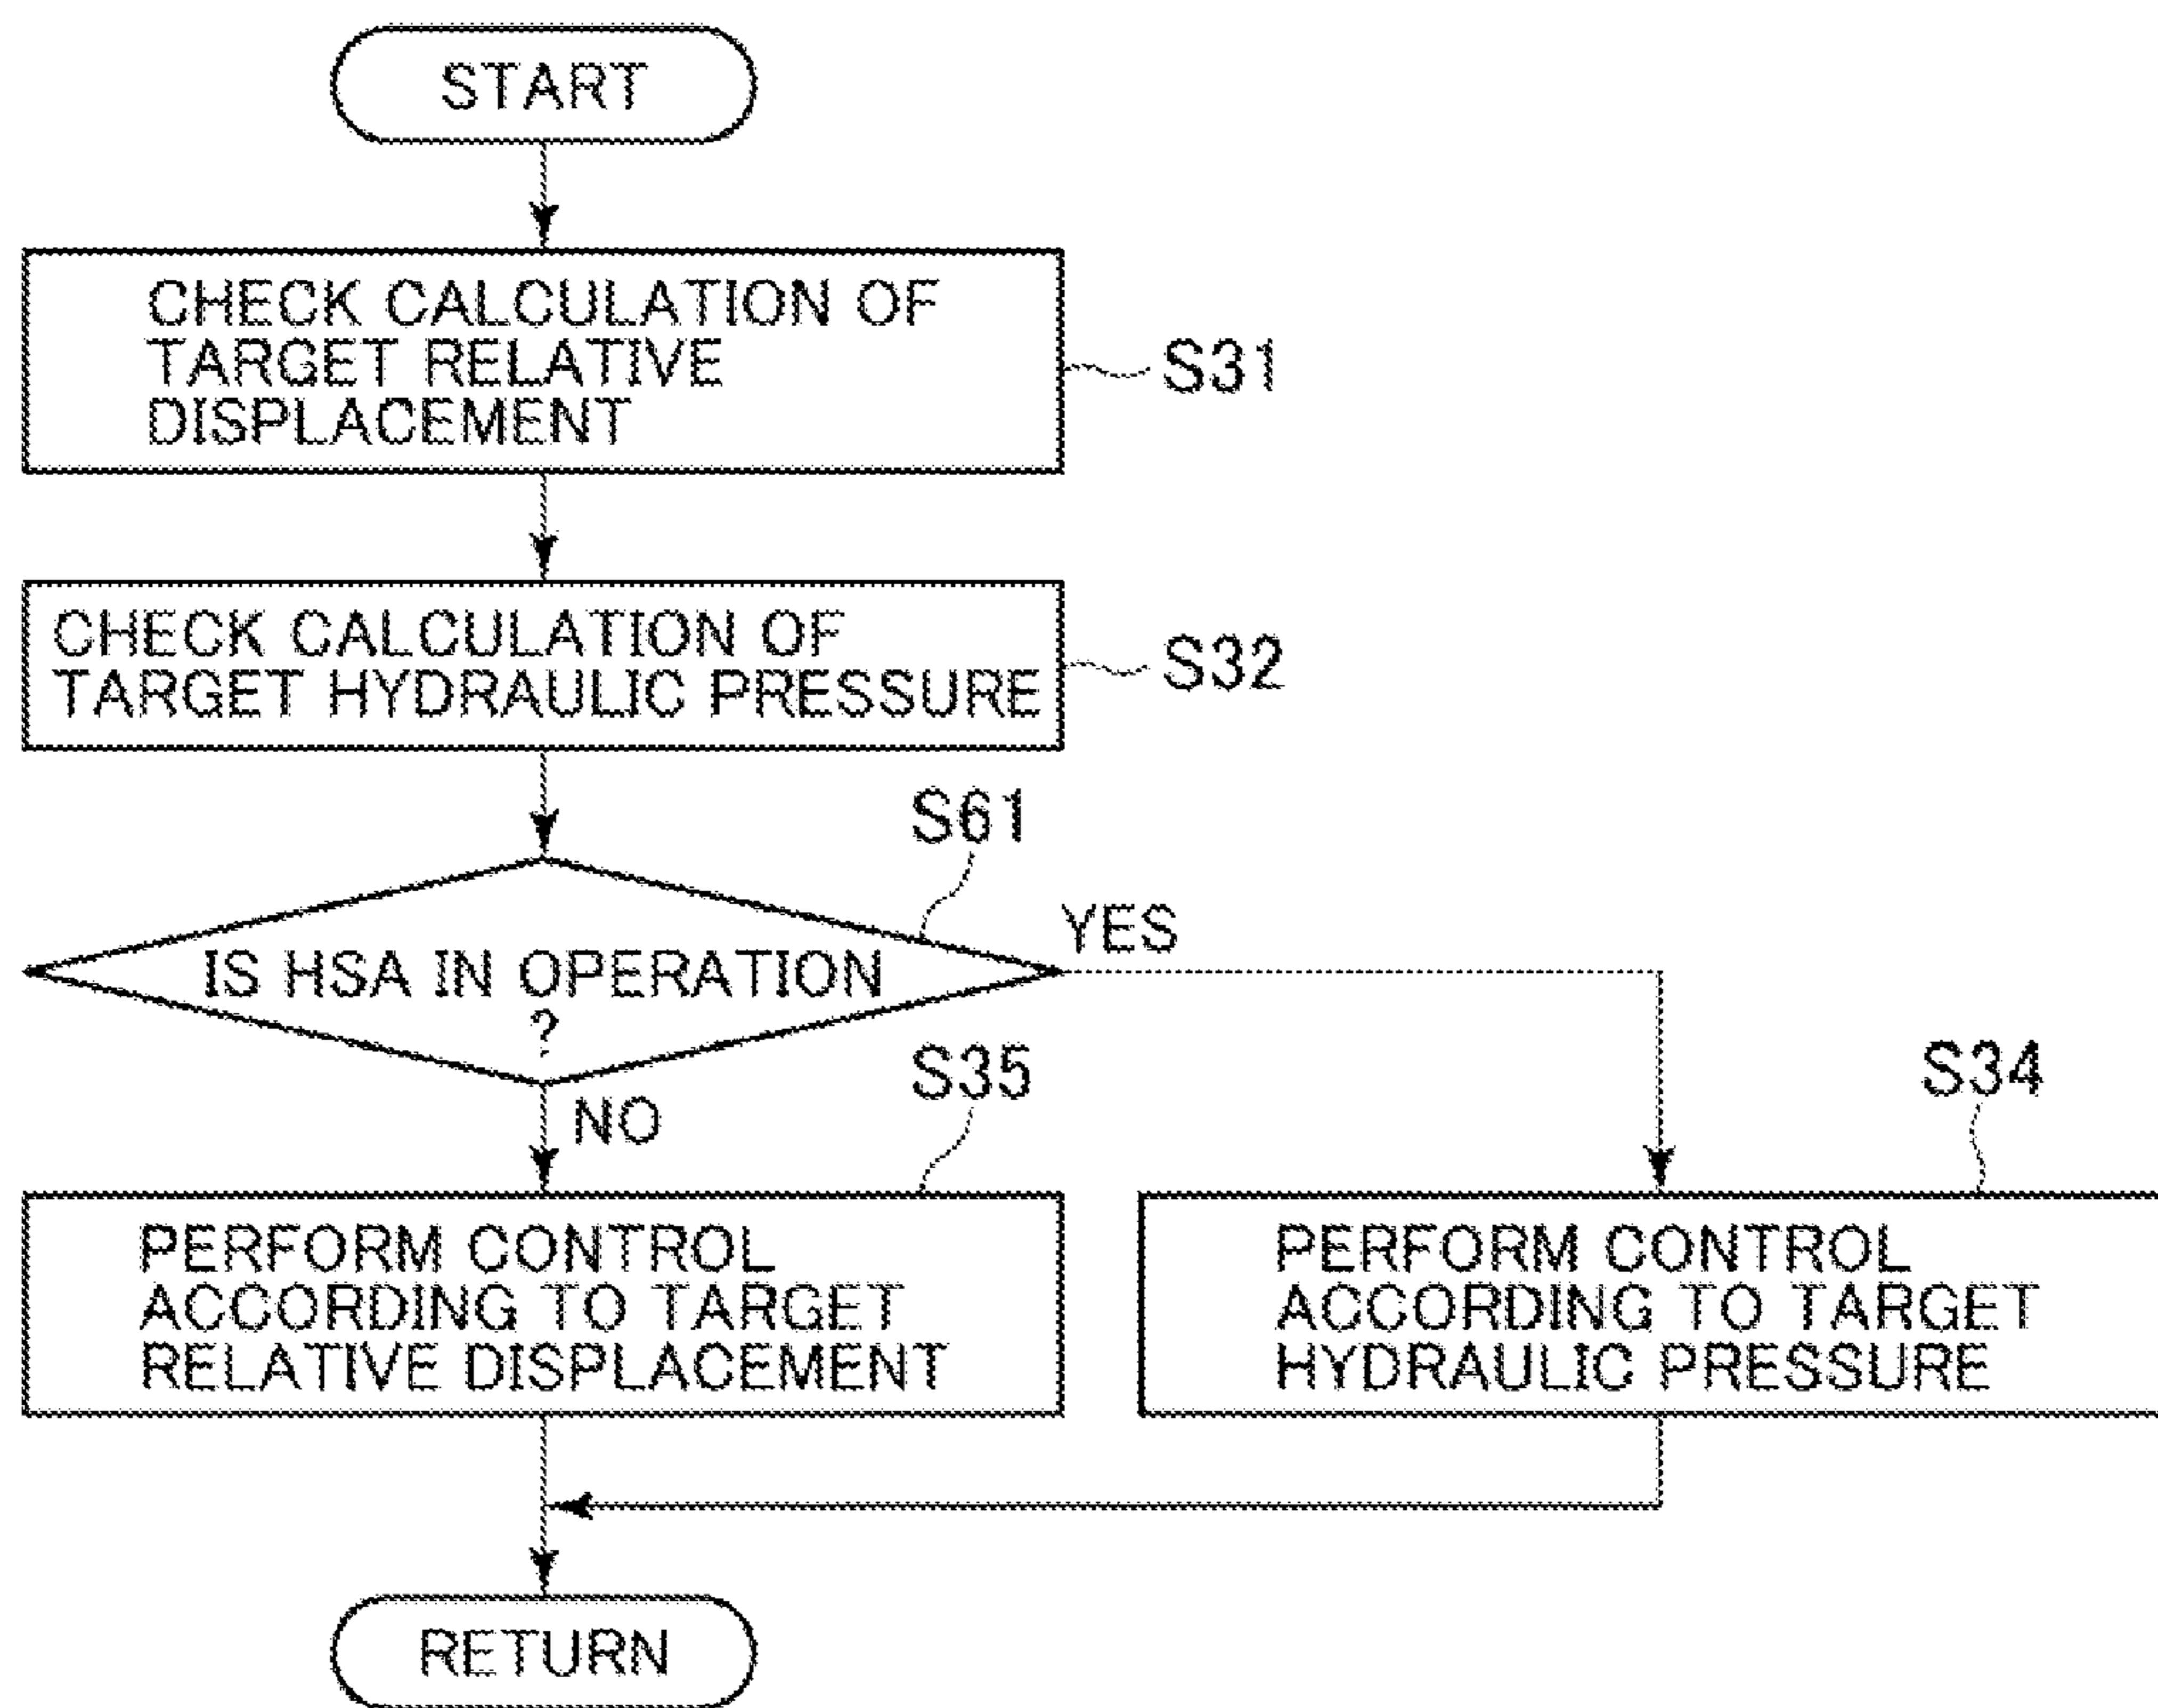 START
CHECK CALCULATION OF
TARGET RELATIVE
DISPLACEMENT
S31
CHECK CALCULATION OF
TARGET HYDRAULIC PRESSURE
S32
S61
IS HSA IN OPERATION
?
YES
NO
S35
PERFORM CONTROL
ACCORDING TO TARGET
RELATIVE DISPLACEMENT
S34
PERFORM CONTROL
ACCORDING TO TARGET
HYDRAULIC PRESSURE
RETURN